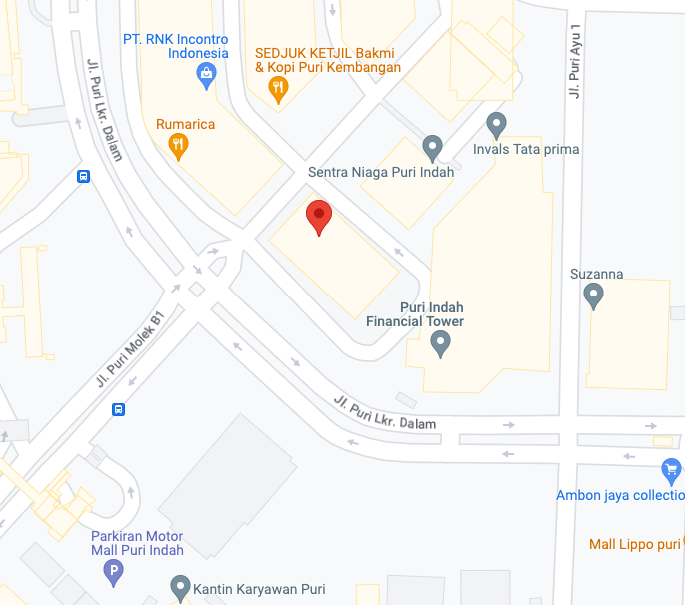 PT. RNK Incontro
Indonesia
SEDJUK KETJIL Bakmi
& Kopi Puri Kembangan
Jl. Puri Ayu 1
Jl. Puri Lkr. Dalam
Rumarica
Invals Tata prima
Sentra Niaga Puri Indah
Suzanna
Puri Indah
Financial Tower
Jl. Puri Molek B1
Jl. Puri Lkr. Dalam
Ambon jaya collectio
Parkiran Motor
Mall Puri Indah
P
Mall Lippo puri
Kantin Karyawan Puri